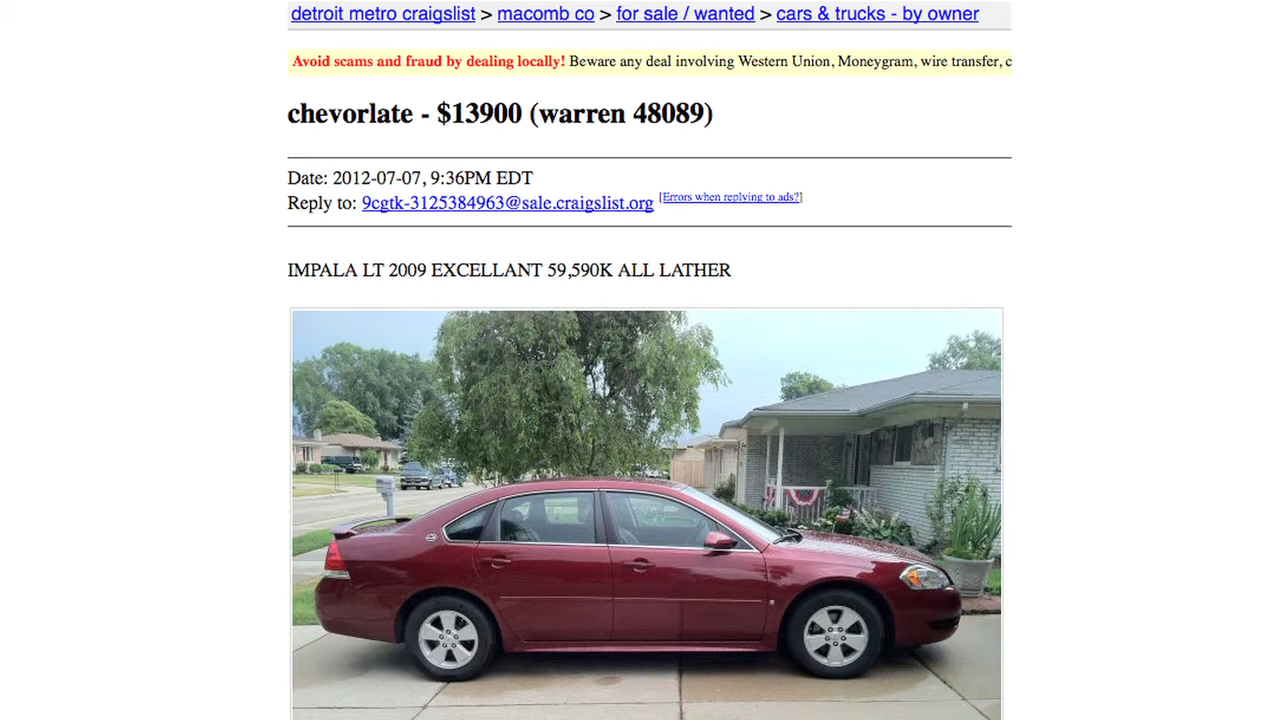 detroit metro craigslist > macomb co > for sale / wanted > cars & trucks - by owner
Avoid scams and fraud by dealing locally! Beware any deal involving Western Union, Moneygram, wire transfer, c
chevorlate - $13900 (warren 48089)
Date: 2012-07-07, 9:36PM EDT
Reply to: 9cgtk-3125384963@sale.craigslist.org [Errors when replying to ads?]
IMPALA LT 2009 EXCELLANT 59,590K ALL LATHER